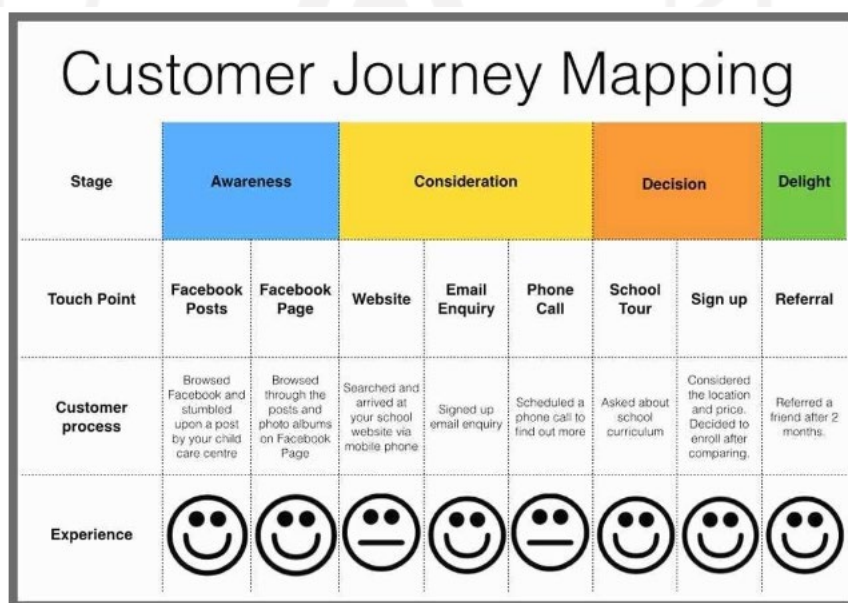 Customer Journey Mapping
Stage
Awareness
Consideration
Decision
Delight
Touch Point
Facebook
Posts
Facebook
Page
Website
Email
Enquiry
Phone
Call
School
Tour
Sign up
Referral
Customer
process
Browsed
Facebook and
stumbled
upon a post
by your child
care centre
Browsed
through the
posts and
photo albums
on Facebook
Page
Searched and
arrived at
your school
website via
mobile phone
Signed up
email enquiry
Scheduled a
phone call to
find out more
Asked about
school
curriculum
Considered
the location
and price.
Decided to
enroll after
comparing.
Referred a
friend after 2
months.
Experience